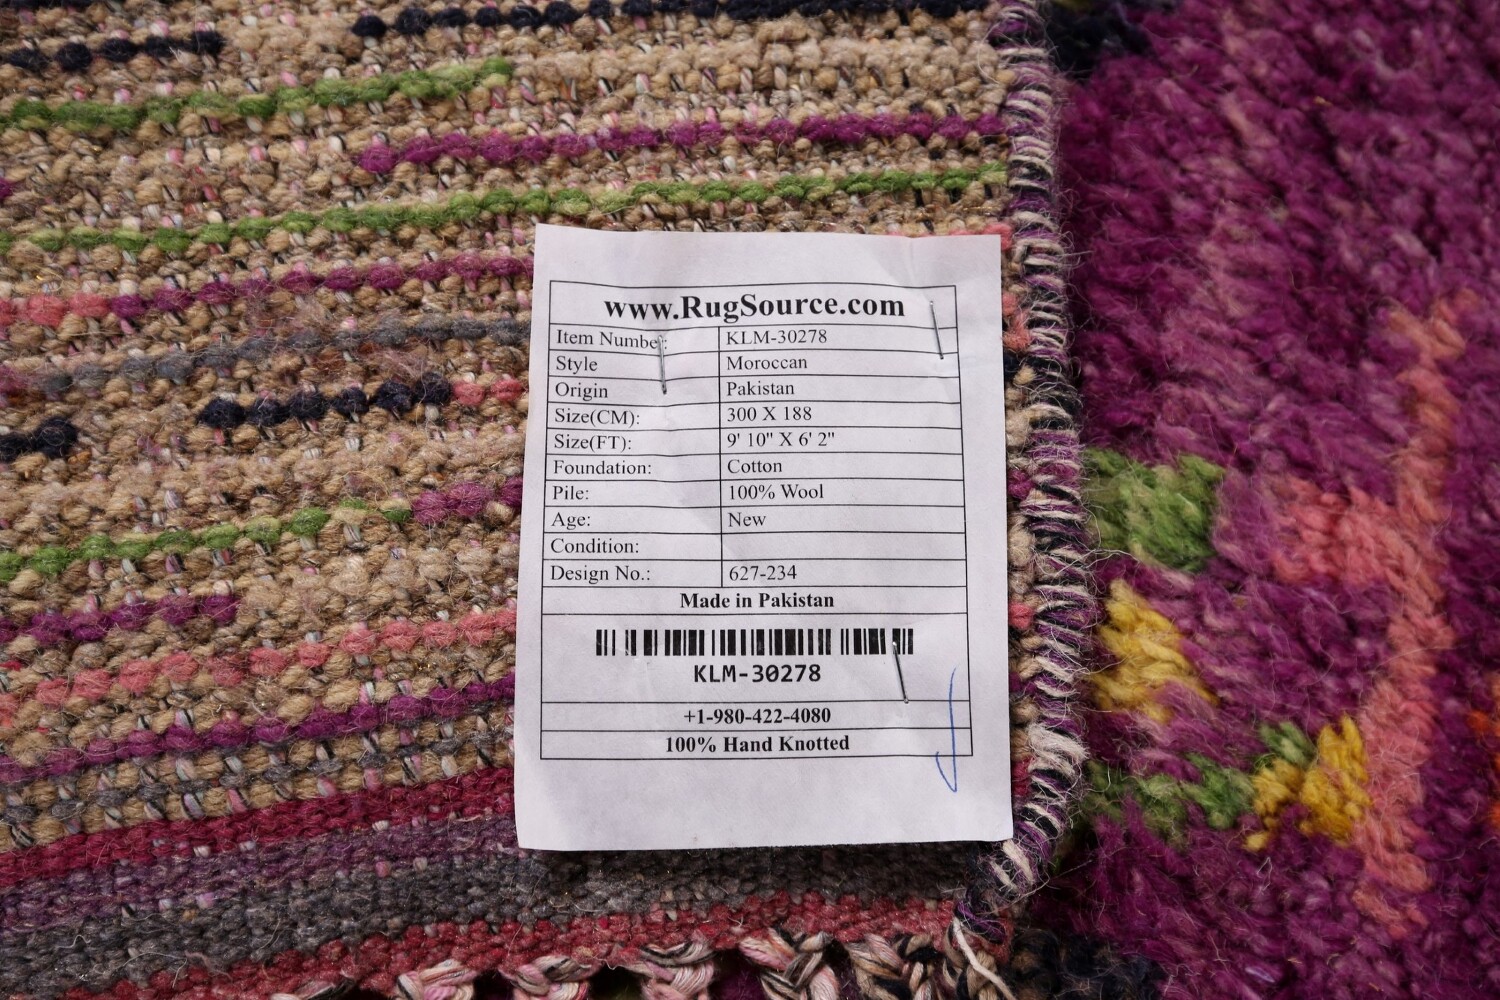 www.RugSource.com
Item Number: KLM-30278
Style Moroccan
Origin Pakistan
Size(CM): 300 X 188
Size(FT): 9' 10" X 6' 2"
Foundation: Cotton
Pile: 100% Wool
Age: New
Condition:
Design No.: 627-234
Made in Pakistan
KLM-30278
+1-980-422-4080
100% Hand Knotted